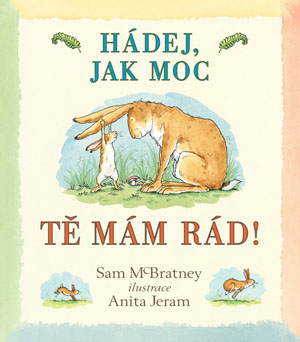 HÁDEJ,
JAK MOC
TĚ MÁM RÁD!
Sam McBratney
ilustrace
Anita Jeram